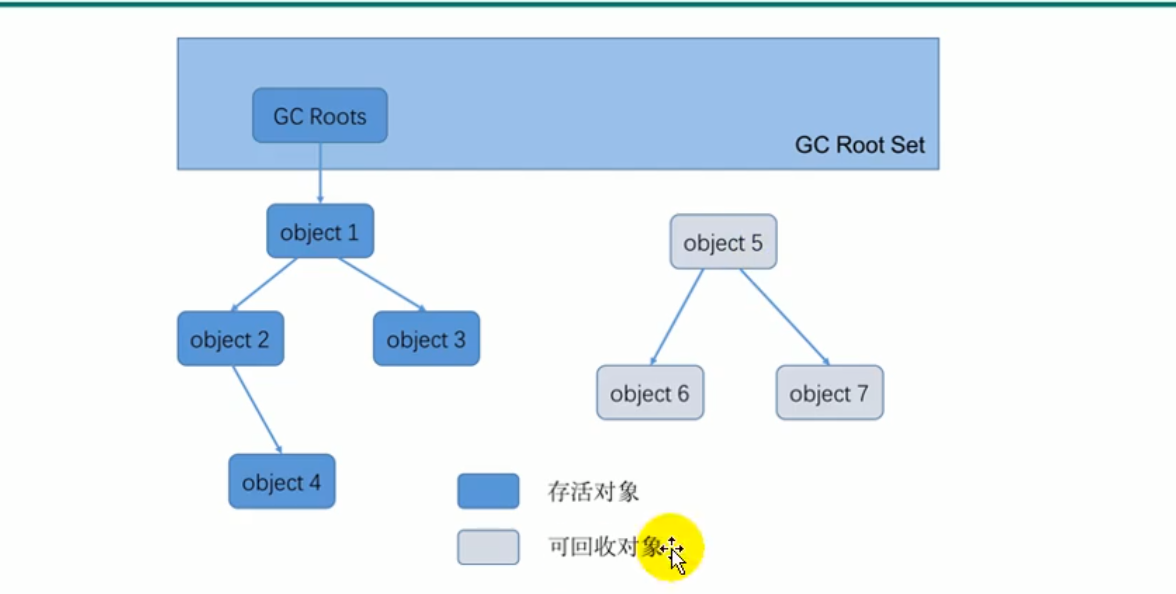 GC Roots
GC Root Set
object 1
object 5
object 2
object 3
object 6
object 7
object 4
存活对象
可回收对象